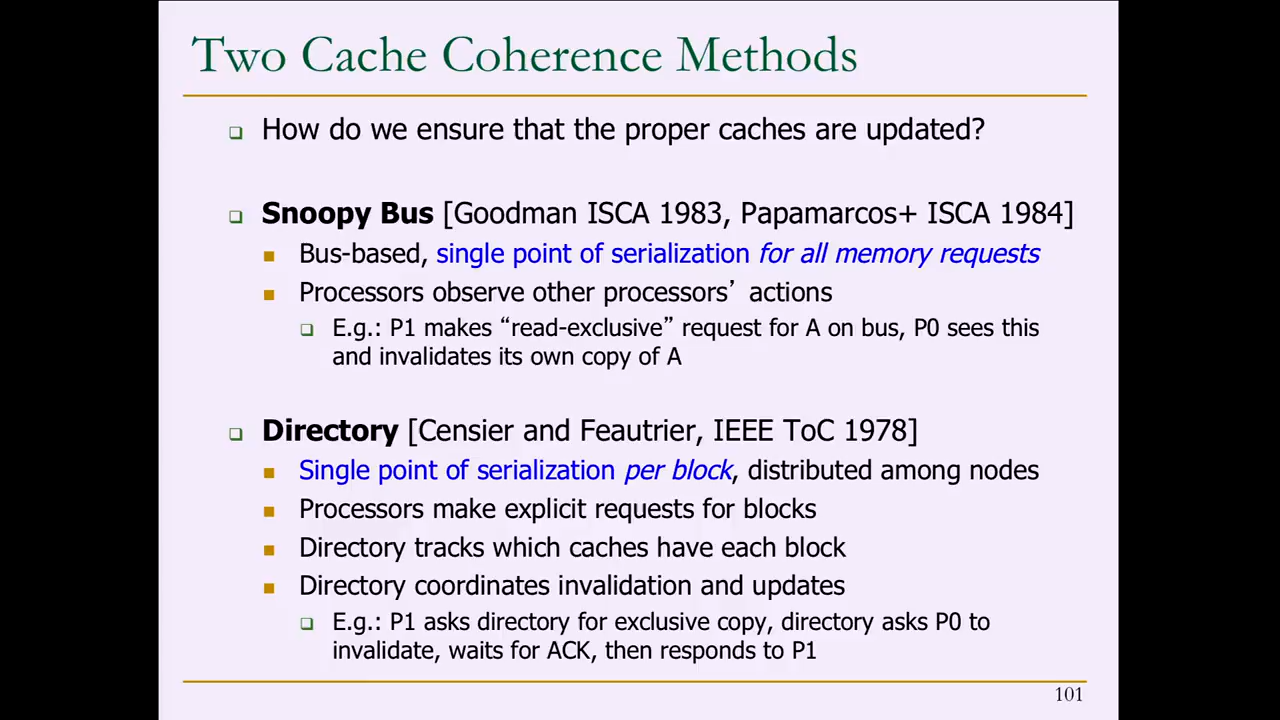 Two Cache Coherence Methods
How do we ensure that the proper caches are updated?
Snoopy Bus [Goodman ISCA 1983, Papamarcos+ ISCA 1984]
Bus-based, single point of serialization for all memory requests
Processors observe other processors’ actions
E.g.: P1 makes “read-exclusive” request for A on bus, P0 sees this
and invalidates its own copy of A
Directory [Censier and Feautrier, IEEE ToC 1978]
Single point of serialization per block, distributed among nodes
Processors make explicit requests for blocks
Directory tracks which caches have each block
Directory coordinates invalidation and updates
E.g.: P1 asks directory for exclusive copy, directory asks P0 to
invalidate, waits for ACK, then responds to P1
101